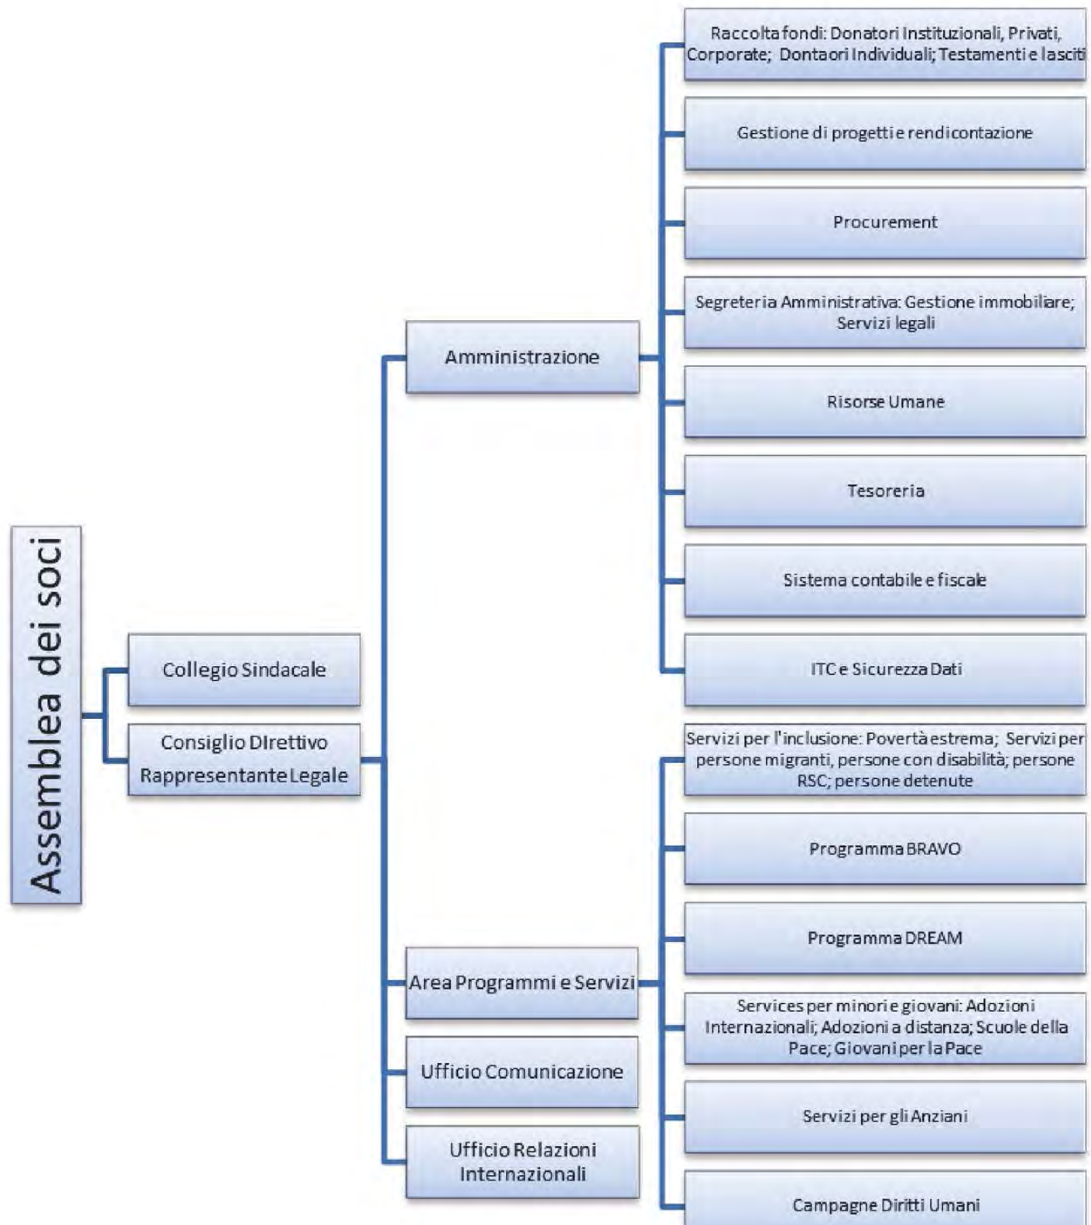 Assemblea dei soci
Collegio Sindacale
Consiglio DIrettivo
Rappresentante Legale
Amministrazione
Raccolta fondi: Donatori Instituzionali, Privati,
Corporate; Dontaori Individuali; Testamenti e lasciti
Gestione di progetti e rendicontazione
Procurement
Segreteria Amministrativa: Gestione immobiliare;
Servizi legali
Risorse Umane
Tesoreria
Sistema contabile e fiscale
ITC e Sicurezza Dati
Area Programmi e Servizi
Servizi per l'inclusione: Povertà estrema; Servizi per
persone migranti, persone con disabilità; persone
RSC; persone detenute
Programma BRAVO
Programma DREAM
Services per minori e giovani: Adozioni
Internazionali; Adozioni a distanza; Scuole della
Pace; Giovani per la Pace
Servizi per gli Anziani
Campagne Diritti Umani
Ufficio Comunicazione
Ufficio Relazioni
Internazionali